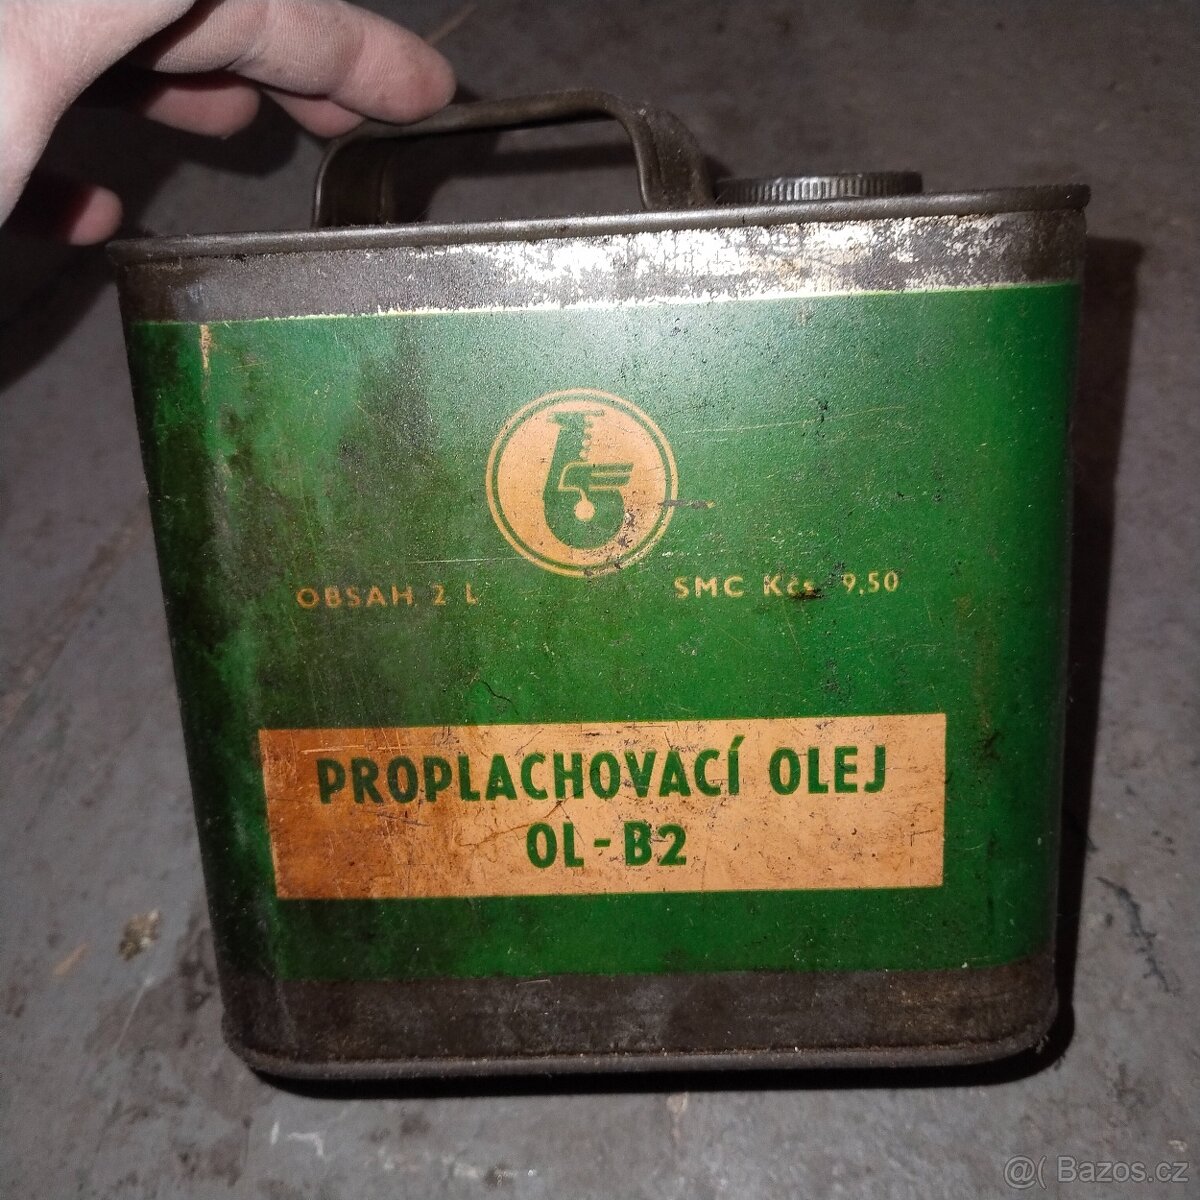 OBSAH 2 L
SMC Kčs 9.50
PROPLACHOVACÍ OLEJ
OL-B2
@( Bazos.cz